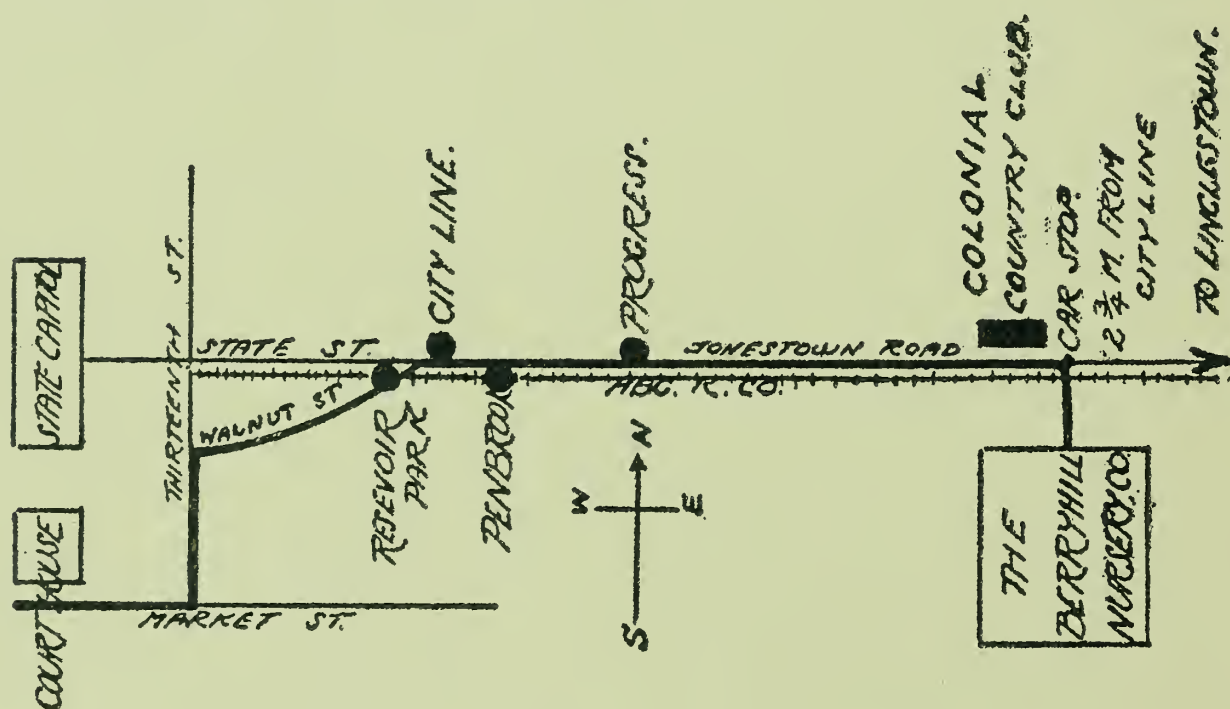 STATE CAPITOL
COURT HOUSE
THIRTEENTH ST.
MARKET ST.
STATE ST.
WALNUT ST
RESEVOIR
PARK
CITY LINE.
PENBROOK
PROGRESS.
JONESTOWN ROAD
HBG. R. CO.
N
W
E
S
COLONIAL
COUNTRY CLUB.
CAR STOP.
2 3/4 M. FROM
CITY LINE
TO LINGLESTOWN.
THE
BERRYHILL
NURSERY CO.